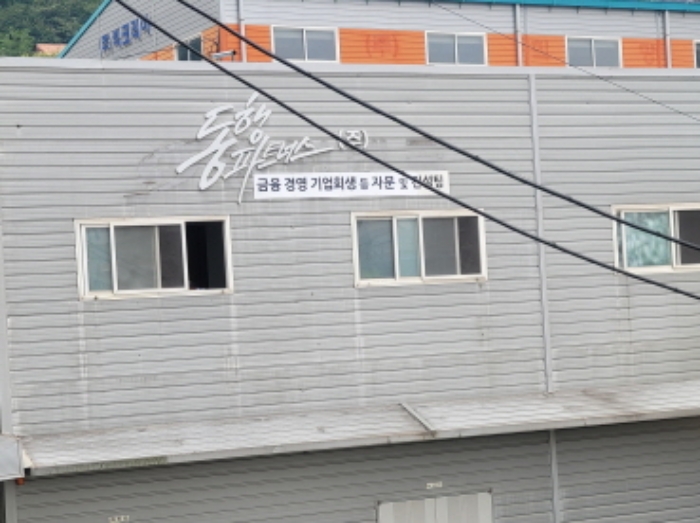 동행
파트너스 (주)
금융 경영 기업회생 등 자문 및 컨설팅